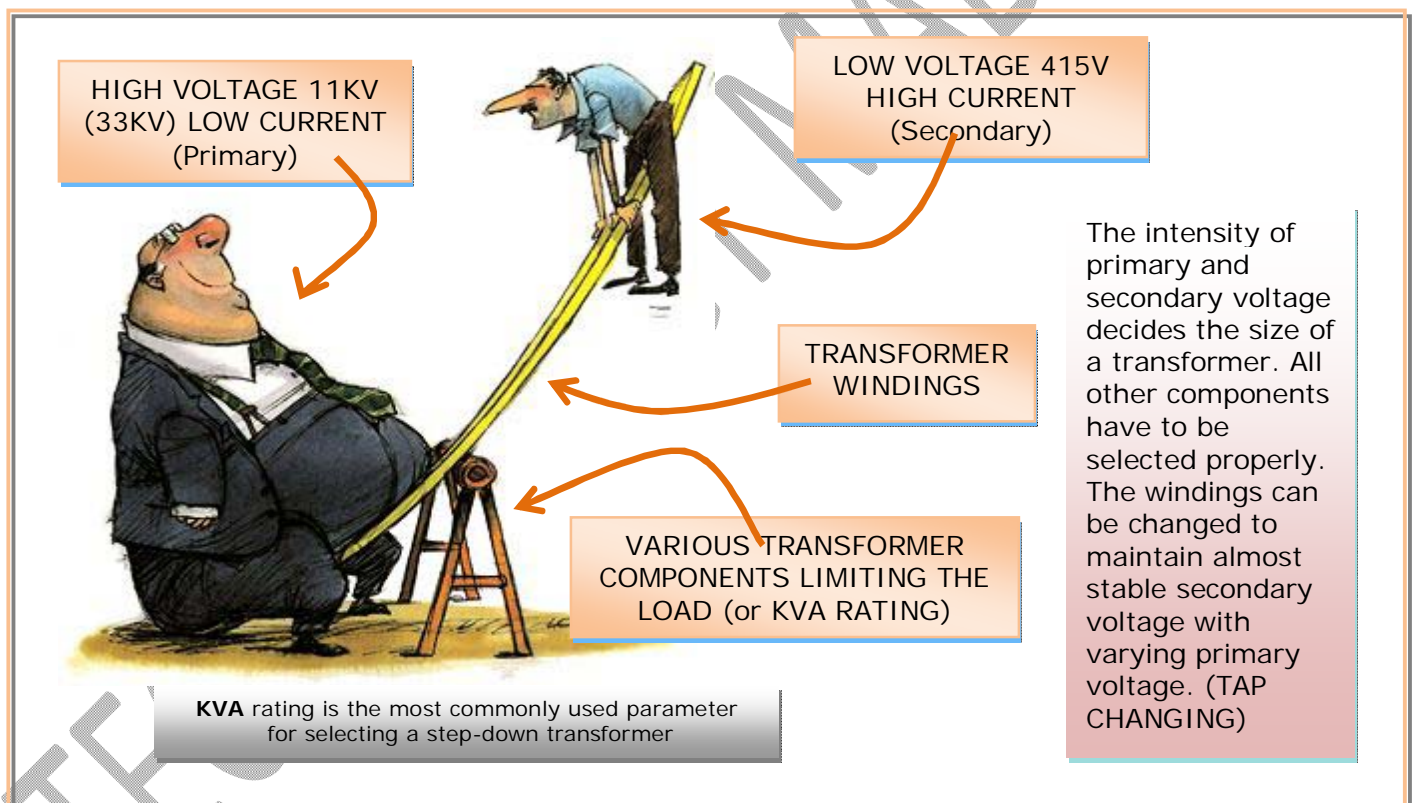 HIGH VOLTAGE 11KV
(33KV) LOW CURRENT
(Primary)
LOW VOLTAGE 415V
HIGH CURRENT
(Secondary)
The intensity of
primary and
secondary voltage
decides the size of
a transformer. All
other components
have to be
selected properly.
The windings can
be changed to
maintain almost
stable secondary
voltage with
varying primary
voltage. (TAP
CHANGING)
TRANSFORMER
WINDINGS
VARIOUS TRANSFORMER
COMPONENTS LIMITING THE
LOAD (or KVA RATING)
KVA rating is the most commonly used parameter
for selecting a step-down transformer